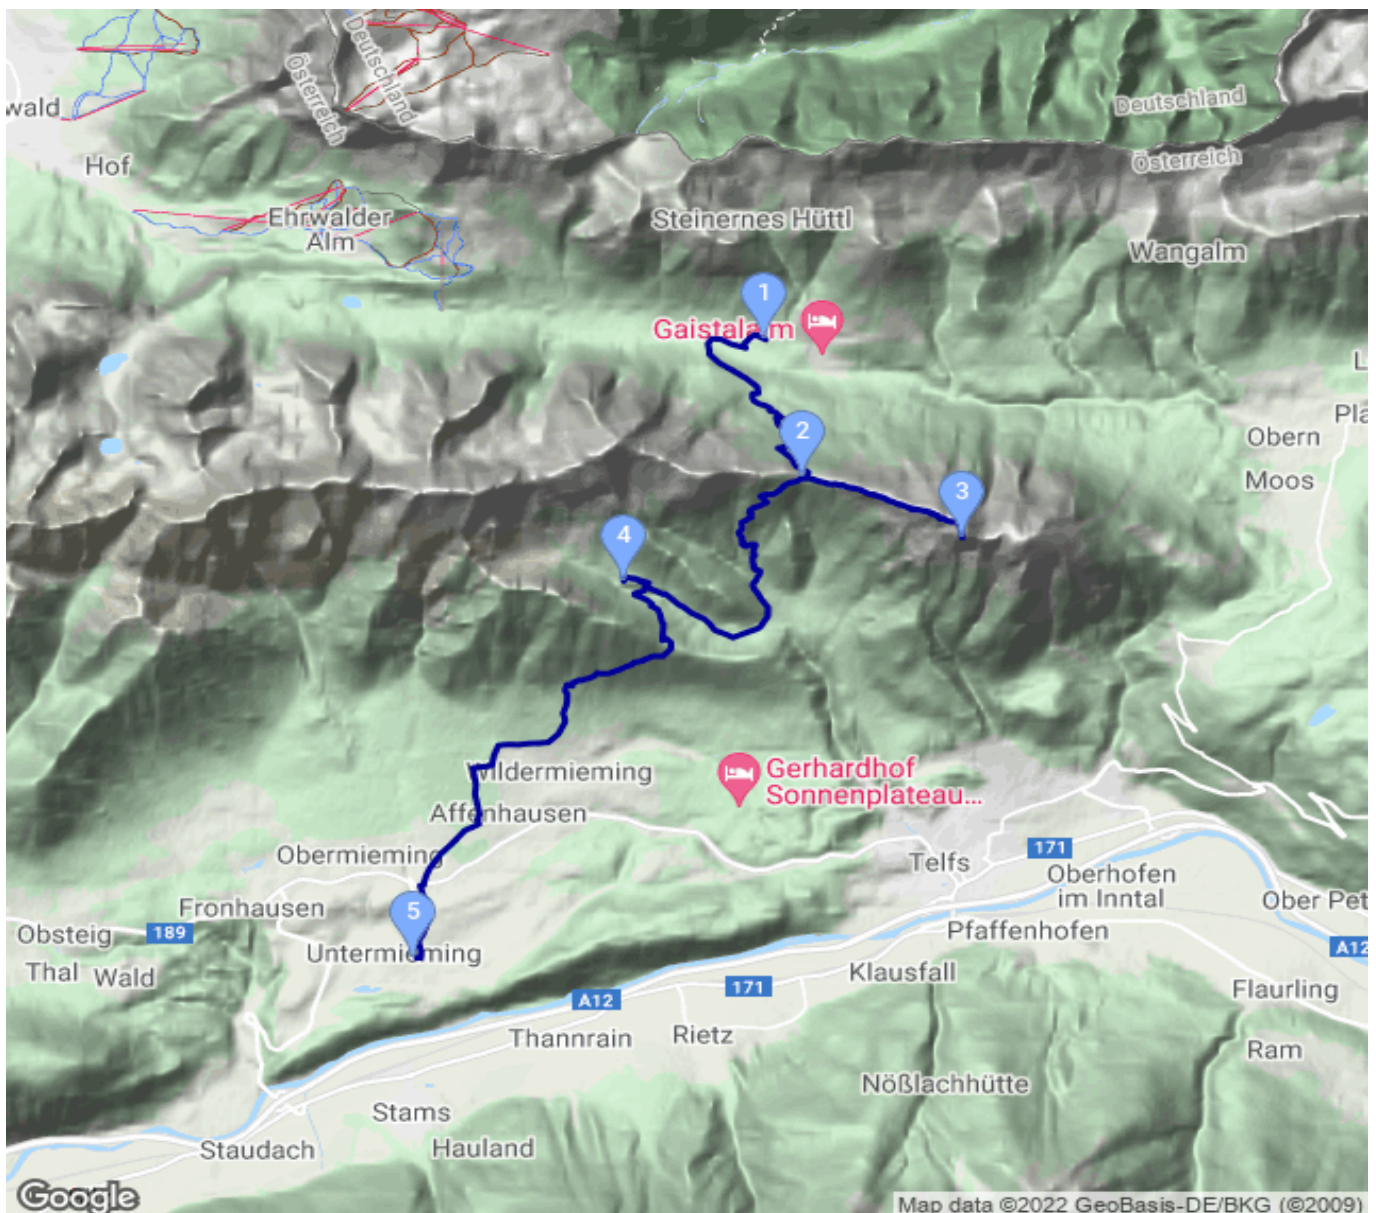 Deutschland
Österreich
Deutschland
Österreich
wald
Hof
Ehrwalder
Alm
Steinernes Hüttl
Wangalm
1
Gaistalalm
L
Pla
2
Obern
Moos
3
4
Wildermieming
Gerhardhof
Sonnenplateau...
Affenhausen
Obermieming
171
Telfs
Oberhofen
im Inntal
Fronhausen
Ober Pet
5
Obsteig
189
Untermieming
Pfaffenhofen
A12
Thal
Wald
Klausfall
171
Flaurling
A12
Thannrain
Rietz
Ram
Nößlachhütte
Stams
Hauland
Staudach
Google
Map data ©2022 GeoBasis-DE/BKG (©2009)